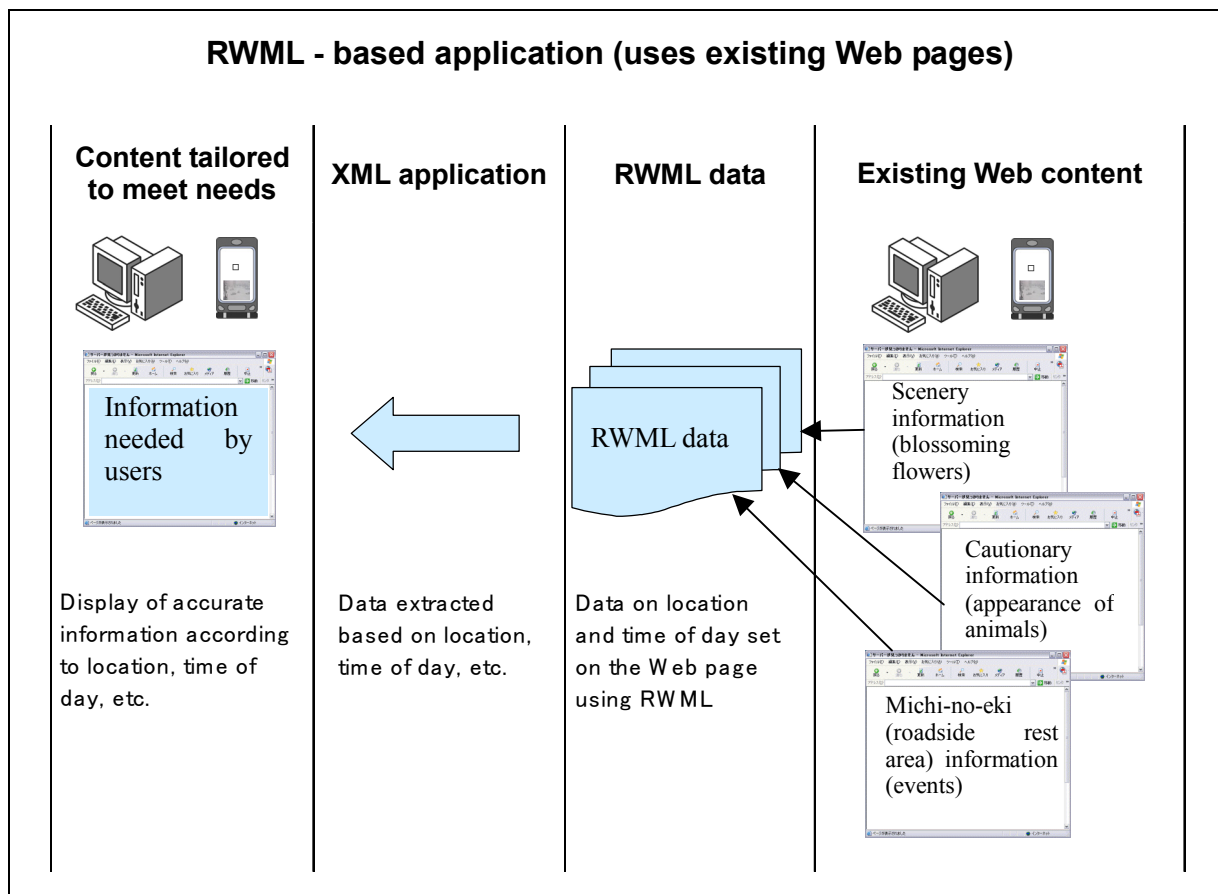 RWML - based application (uses existing Web pages)
Content tailored
to meet needs
XML application
RWML data
Existing Web content
Information
needed by
users
RWML data
Scenery
information
(blossoming
flowers)
Cautionary
information
(appearance of
animals)
Michi-no-eki
(roadside rest
area) information
(events)
Display of accurate
information according
to location, time of
day, etc.
Data extracted
based on location,
time of day, etc.
Data on location
and time of day set
on the Web page
using RWML